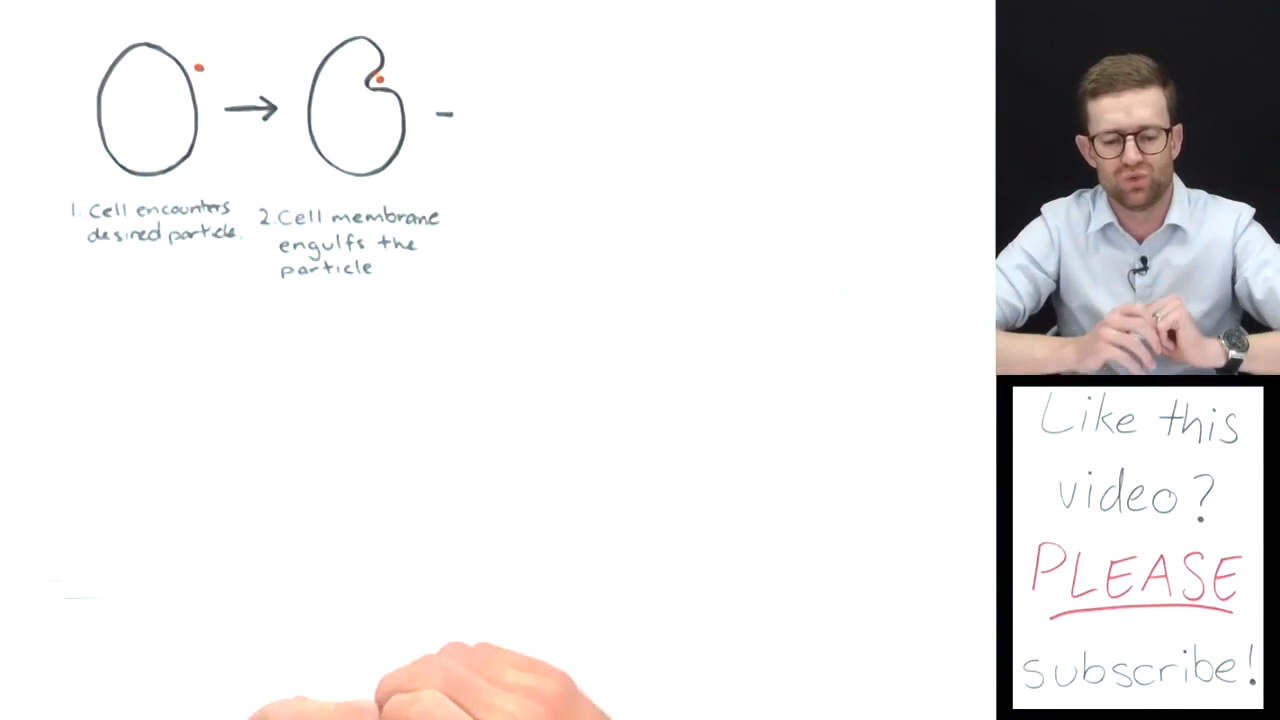 1. Cell encounters
desired particle.
2. Cell membrane
engulfs the
particle
Like this
video?
PLEASE
subscribe!